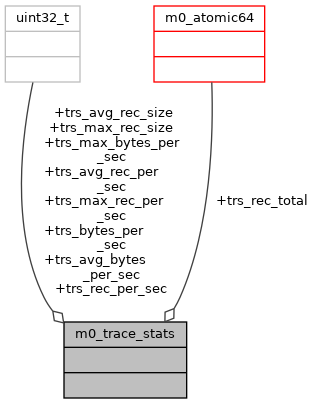 uint32_t
m0_atomic64
+trs_avg_rec_size
+trs_max_rec_size
+trs_max_bytes_per
_sec
+trs_avg_rec_per
_sec
+trs_max_rec_per
_sec
+trs_bytes_per
_sec
+trs_avg_bytes
_per_sec
+trs_rec_per_sec
+trs_rec_total
m0_trace_stats